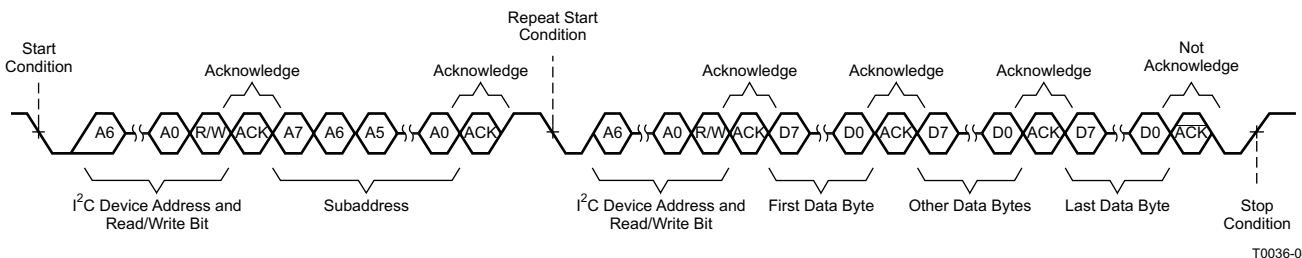 Repeat Start
Condition
Start
Condition
Not
Acknowledge
Acknowledge
Acknowledge
Acknowledge
Acknowledge
Acknowledge
A6 A0 R/W ACK A7 A6 A5 A0 ACK A6 A0 R/W ACK D7 D0 ACK D7 D0 ACK D7 D0 ACK
I²C Device Address and
Read/Write Bit
Subaddress
I²C Device Address and
Read/Write Bit
First Data Byte
Other Data Bytes
Last Data Byte
Stop
Condition
T0036-0